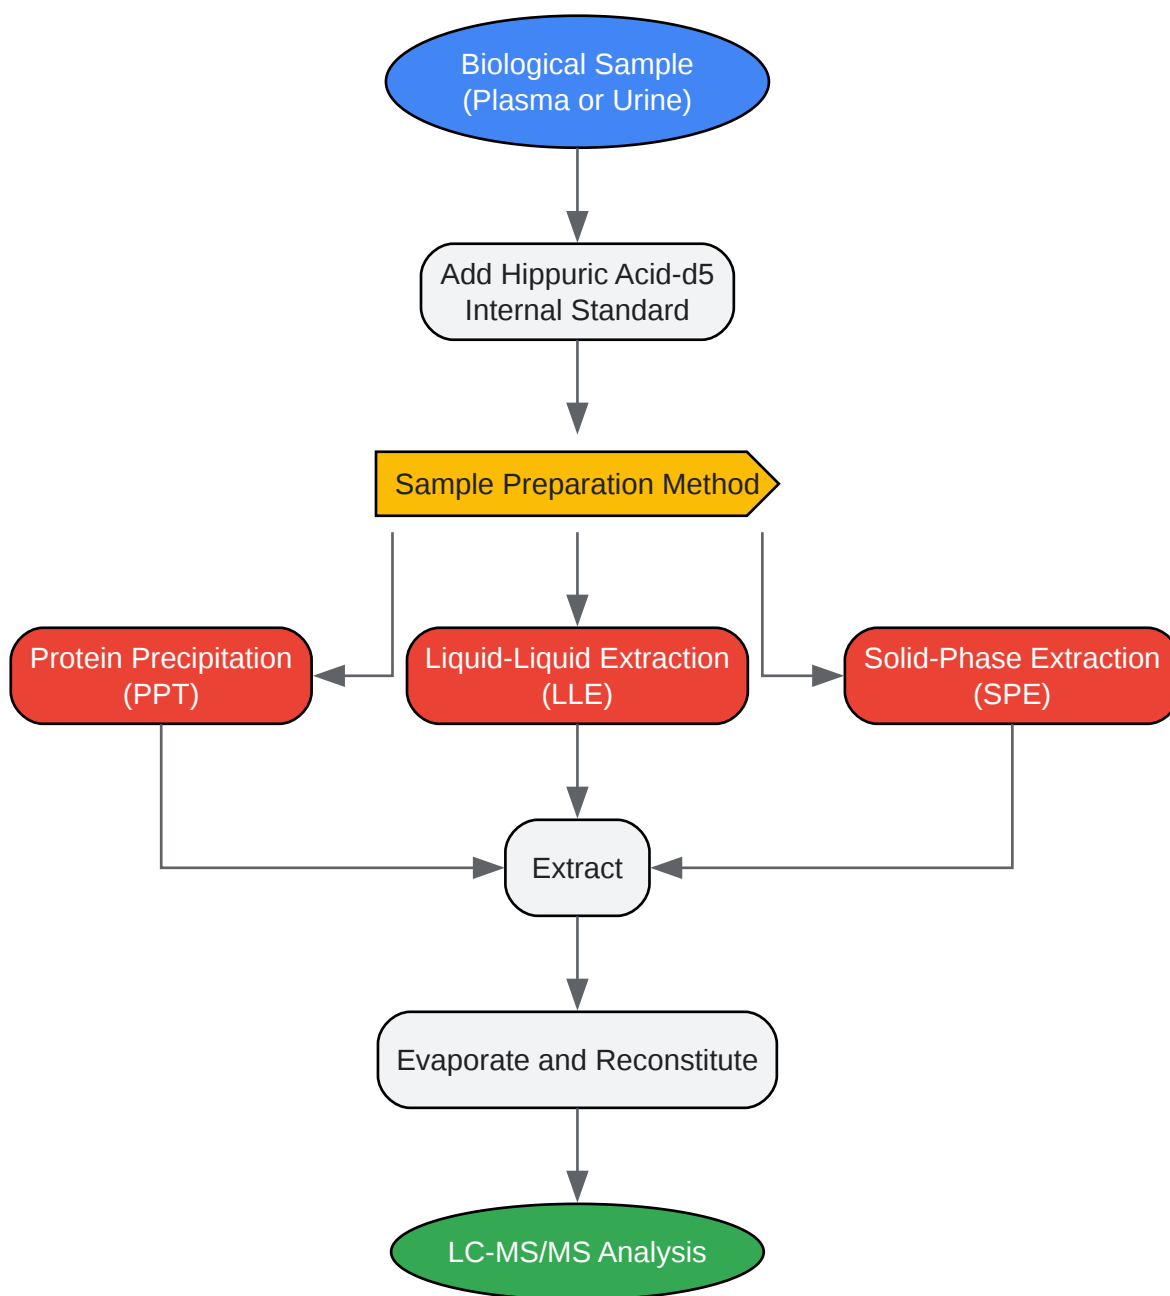 Biological Sample
(Plasma or Urine)
Add Hippuric Acid-d5
Internal Standard
Sample Preparation Method
Protein Precipitation
(PPT)
Liquid-Liquid Extraction
(LLE)
Solid-Phase Extraction
(SPE)
Extract
Evaporate and Reconstitute
LC-MS/MS Analysis